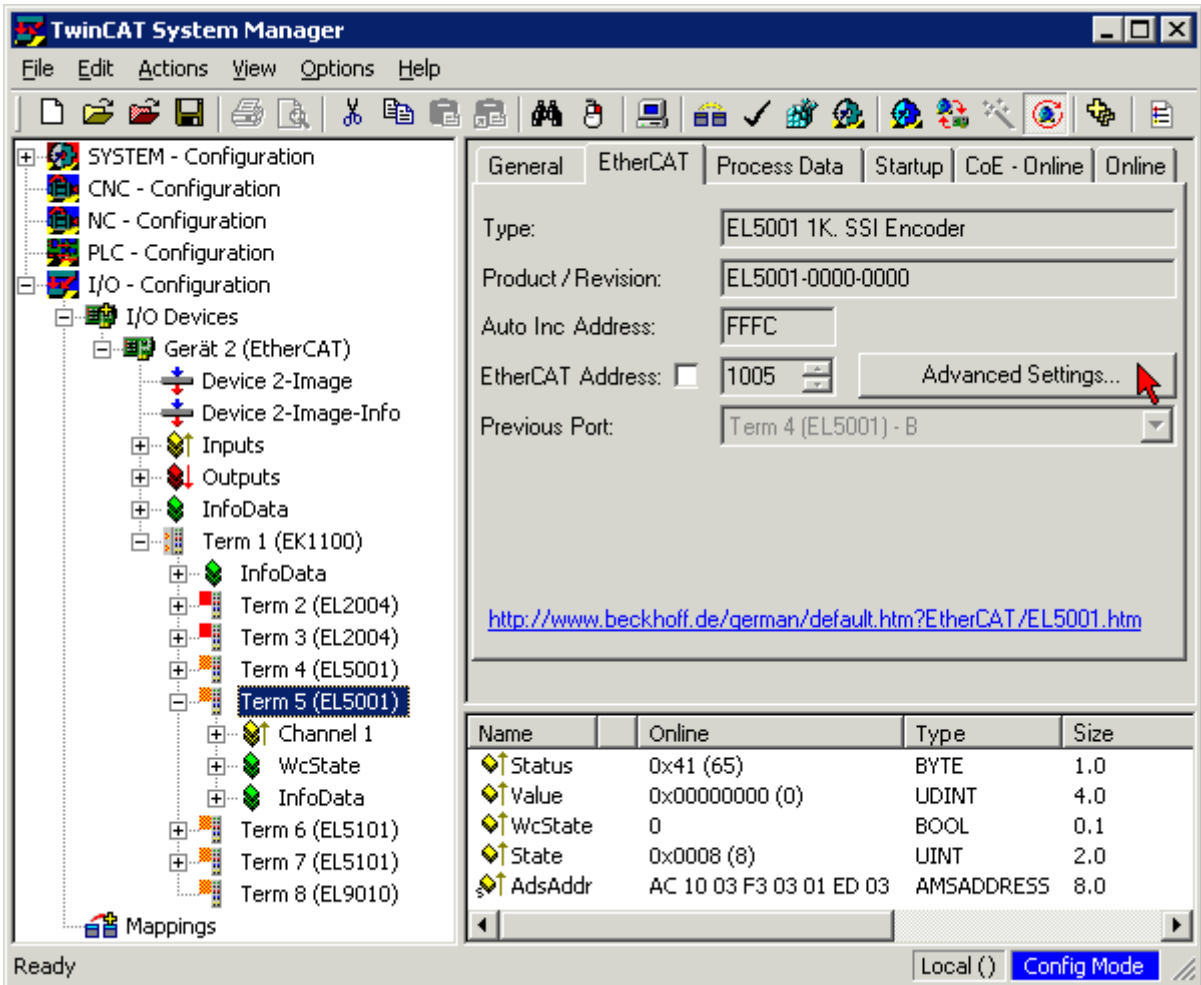 TwinCAT System Manager
File Edit Actions View Options Help
SYSTEM - Configuration
CNC - Configuration
NC - Configuration
PLC - Configuration
I/O - Configuration
I/O Devices
Gerät 2 (EtherCAT)
Device 2-Image
Device 2-Image-Info
Inputs
Outputs
InfoData
Term 1 (EK1100)
InfoData
Term 2 (EL2004)
Term 3 (EL2004)
Term 4 (EL5001)
Term 5 (EL5001)
Channel 1
WcState
InfoData
Term 6 (EL5101)
Term 7 (EL5101)
Term 8 (EL9010)
Mappings
General EtherCAT Process Data Startup CoE - Online Online
Type: EL5001 1K. SSI Encoder
Product / Revision: EL5001-0000-0000
Auto Inc Address: FFFC
EtherCAT Address: 1005 Advanced Settings...
Previous Port: Term 4 (EL5001) - B
http://www.beckhoff.de/german/default.htm?EtherCAT/EL5001.htm
Name Online Type Size
Status 0x41 (65) BYTE 1.0
Value 0x00000000 (0) UDINT 4.0
WcState 0 BOOL 0.1
State 0x0008 (8) UINT 2.0
AdsAddr AC 10 03 F3 03 01 ED 03 AMSADDRESS 8.0
Ready Local () Config Mode